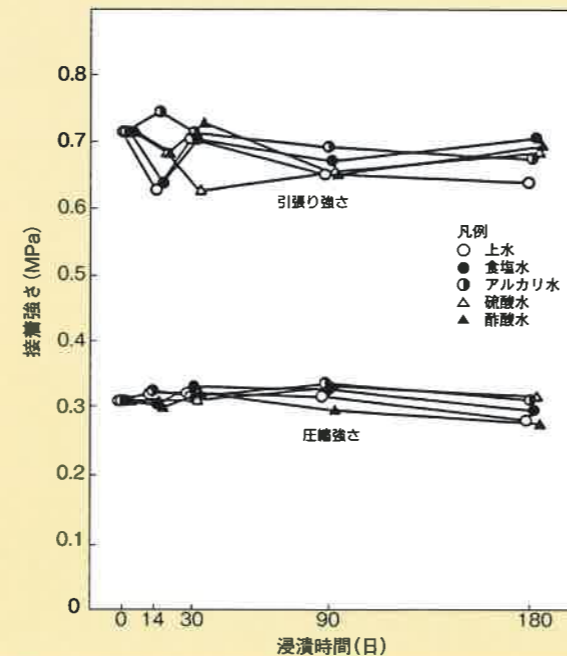 0.8
0.7
0.6
0.5
0.4
0.3
0.2
0.1
0
接着強さ(MPa)
引張り強さ
凡例
○ 上水
● 食塩水
◑ アルカリ水
△ 硫酸水
▲ 酢酸水
圧縮強さ
0 14 30 90 180
浸漬時間(日)